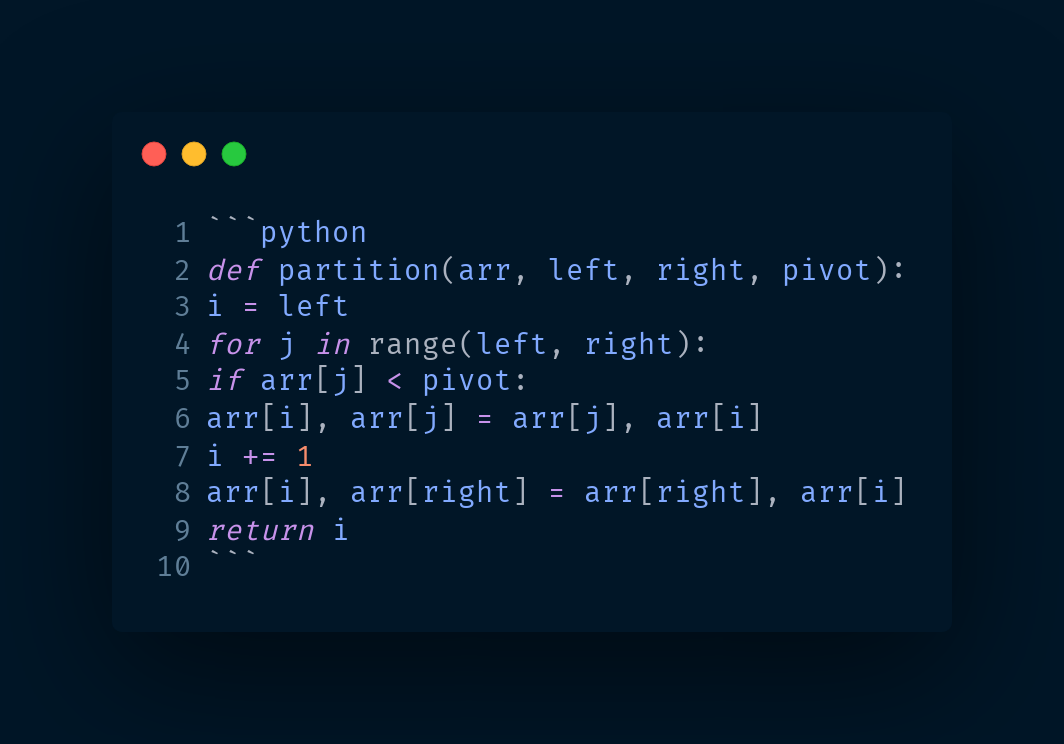 1 ```python
2 def partition(arr, left, right, pivot):
3 i = left
4 for j in range(left, right):
5 if arr[j] < pivot:
6 arr[i], arr[j] = arr[j], arr[i]
7 i += 1
8 arr[i], arr[right] = arr[right], arr[i]
9 return i
10 ```